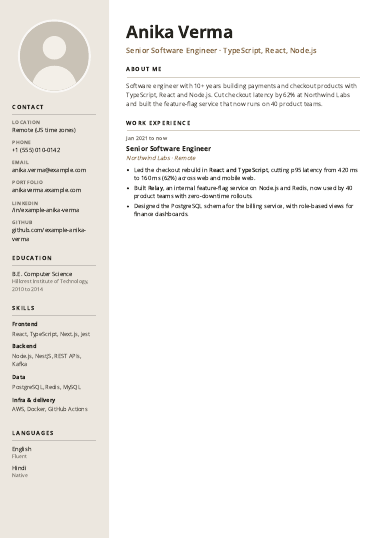 CONTACT
LOCATION
Remote (US time zones)
PHONE
+1 (555) 010-0142
EMAIL
anika.verma@example.com
PORTFOLIO
anikaverma.example.com
LINKEDIN
/in/example-anika-verma
GITHUB
github.com/example-anika-
verma
EDUCATION
B.E. Computer Science
Hillcrest Institute of Technology,
2010 to 2014
SKILLS
Frontend
React, TypeScript, Next.js, Jest
Backend
Node.js, NestJS, REST APIs,
Kafka
Data
PostgreSQL, Redis, MySQL
Infra & delivery
AWS, Docker, GitHub Actions
LANGUAGES
English
Fluent
Hindi
Native
Anika Verma
Senior Software Engineer · TypeScript, React, Node.js
ABOUT ME
Software engineer with 10+ years building payments and checkout products with
TypeScript, React and Node.js. Cut checkout latency by 62% at Northwind Labs
and built the feature-flag service that now runs on 40 product teams.
WORK EXPERIENCE
Jan 2021 to now
Senior Software Engineer
Northwind Labs · Remote
• Led the checkout rebuild in React and TypeScript, cutting p95 latency from 420 ms
to 160 ms (62%) across web and mobile web.
• Built Relay, an internal feature-flag service on Node.js and Redis, now used by 40
product teams with zero-downtime rollouts.
• Designed the PostgreSQL schema for the billing service, with role-based views for
finance dashboards.